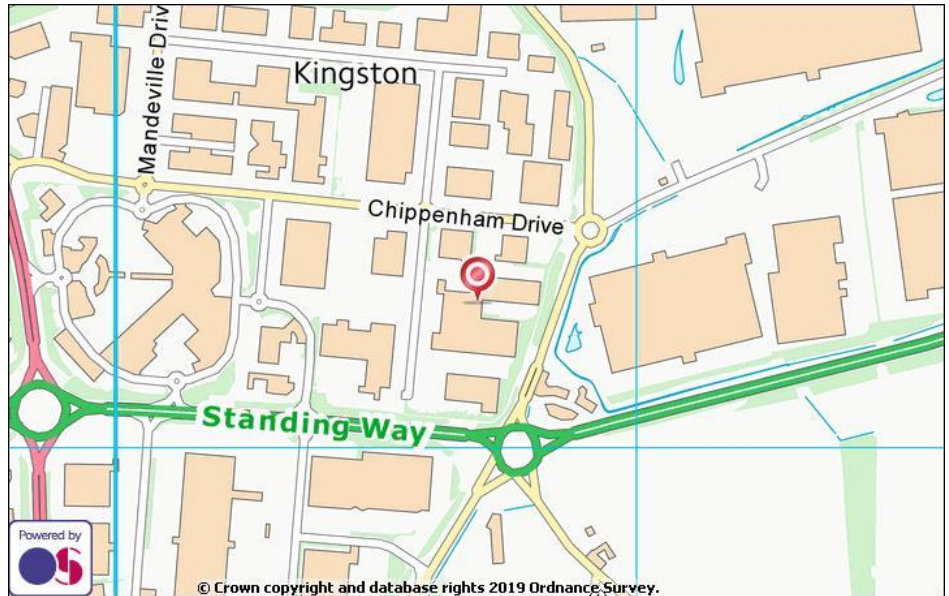 Mandeville Driv
Kingston
Chippenham Drive
Standing Way
Powered by
OS
© Crown copyright and database rights 2019 Ordnance Survey.